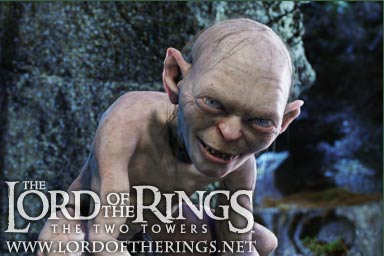 THE LORD OF THE RINGS
THE TWO TOWERS
WWW.LORDOFTHERINGS.NET